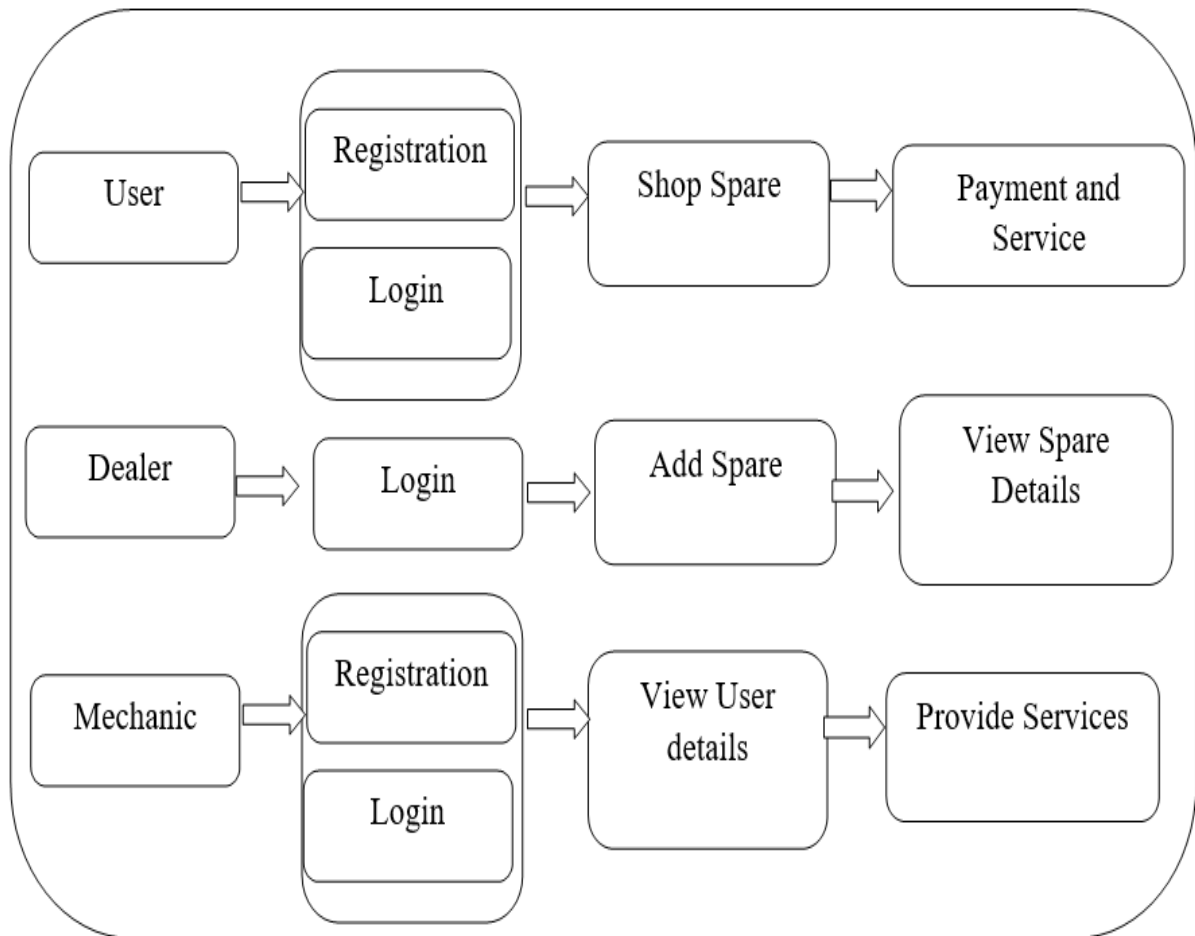 User
Registration
Login
Shop Spare
Payment and
Service
Dealer
Login
Add Spare
View Spare
Details
Mechanic
Registration
Login
View User
details
Provide Services